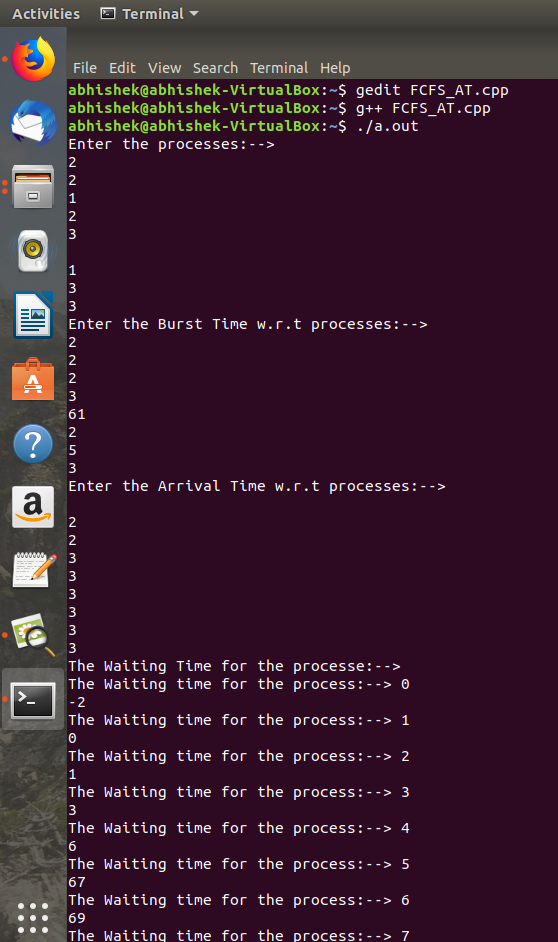 Activities Terminal
File Edit View Search Terminal Help
abhishek@abhishek-VirtualBox:~$ gedit FCFS_AT.cpp
abhishek@abhishek-VirtualBox:~$ g++ FCFS_AT.cpp
abhishek@abhishek-VirtualBox:~$ ./a.out
Enter the processes:-->
2
2
1
2
3
1
3
3
Enter the Burst Time w.r.t processes:-->
2
2
2
3
61
2
5
3
Enter the Arrival Time w.r.t processes:-->
2
2
3
3
3
3
3
3
The Waiting Time for the processe:-->
The Waiting time for the process:--> 0
-2
The Waiting time for the process:--> 1
0
The Waiting time for the process:--> 2
1
The Waiting time for the process:--> 3
3
The Waiting time for the process:--> 4
6
The Waiting time for the process:--> 5
67
The Waiting time for the process:--> 6
69
The Waiting time for the process:--> 7